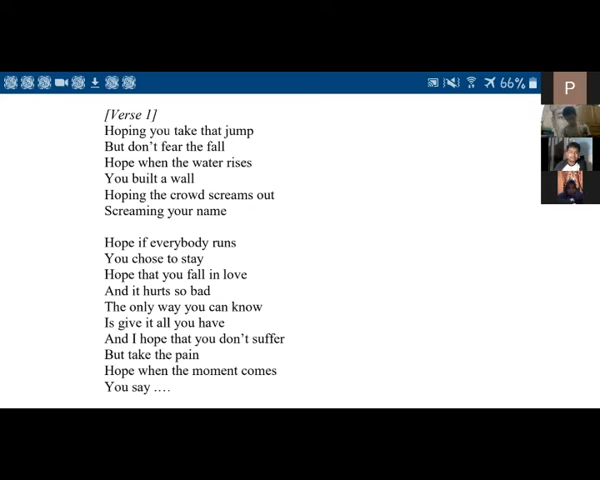 66%
P
[Verse 1]
Hoping you take that jump
But don't fear the fall
Hope when the water rises
You built a wall
Hoping the crowd screams out
Screaming your name
Hope if everybody runs
You chose to stay
Hope that you fall in love
And it hurts so bad
The only way you can know
Is give it all you have
And I hope that you don't suffer
But take the pain
Hope when the moment comes
You say ….